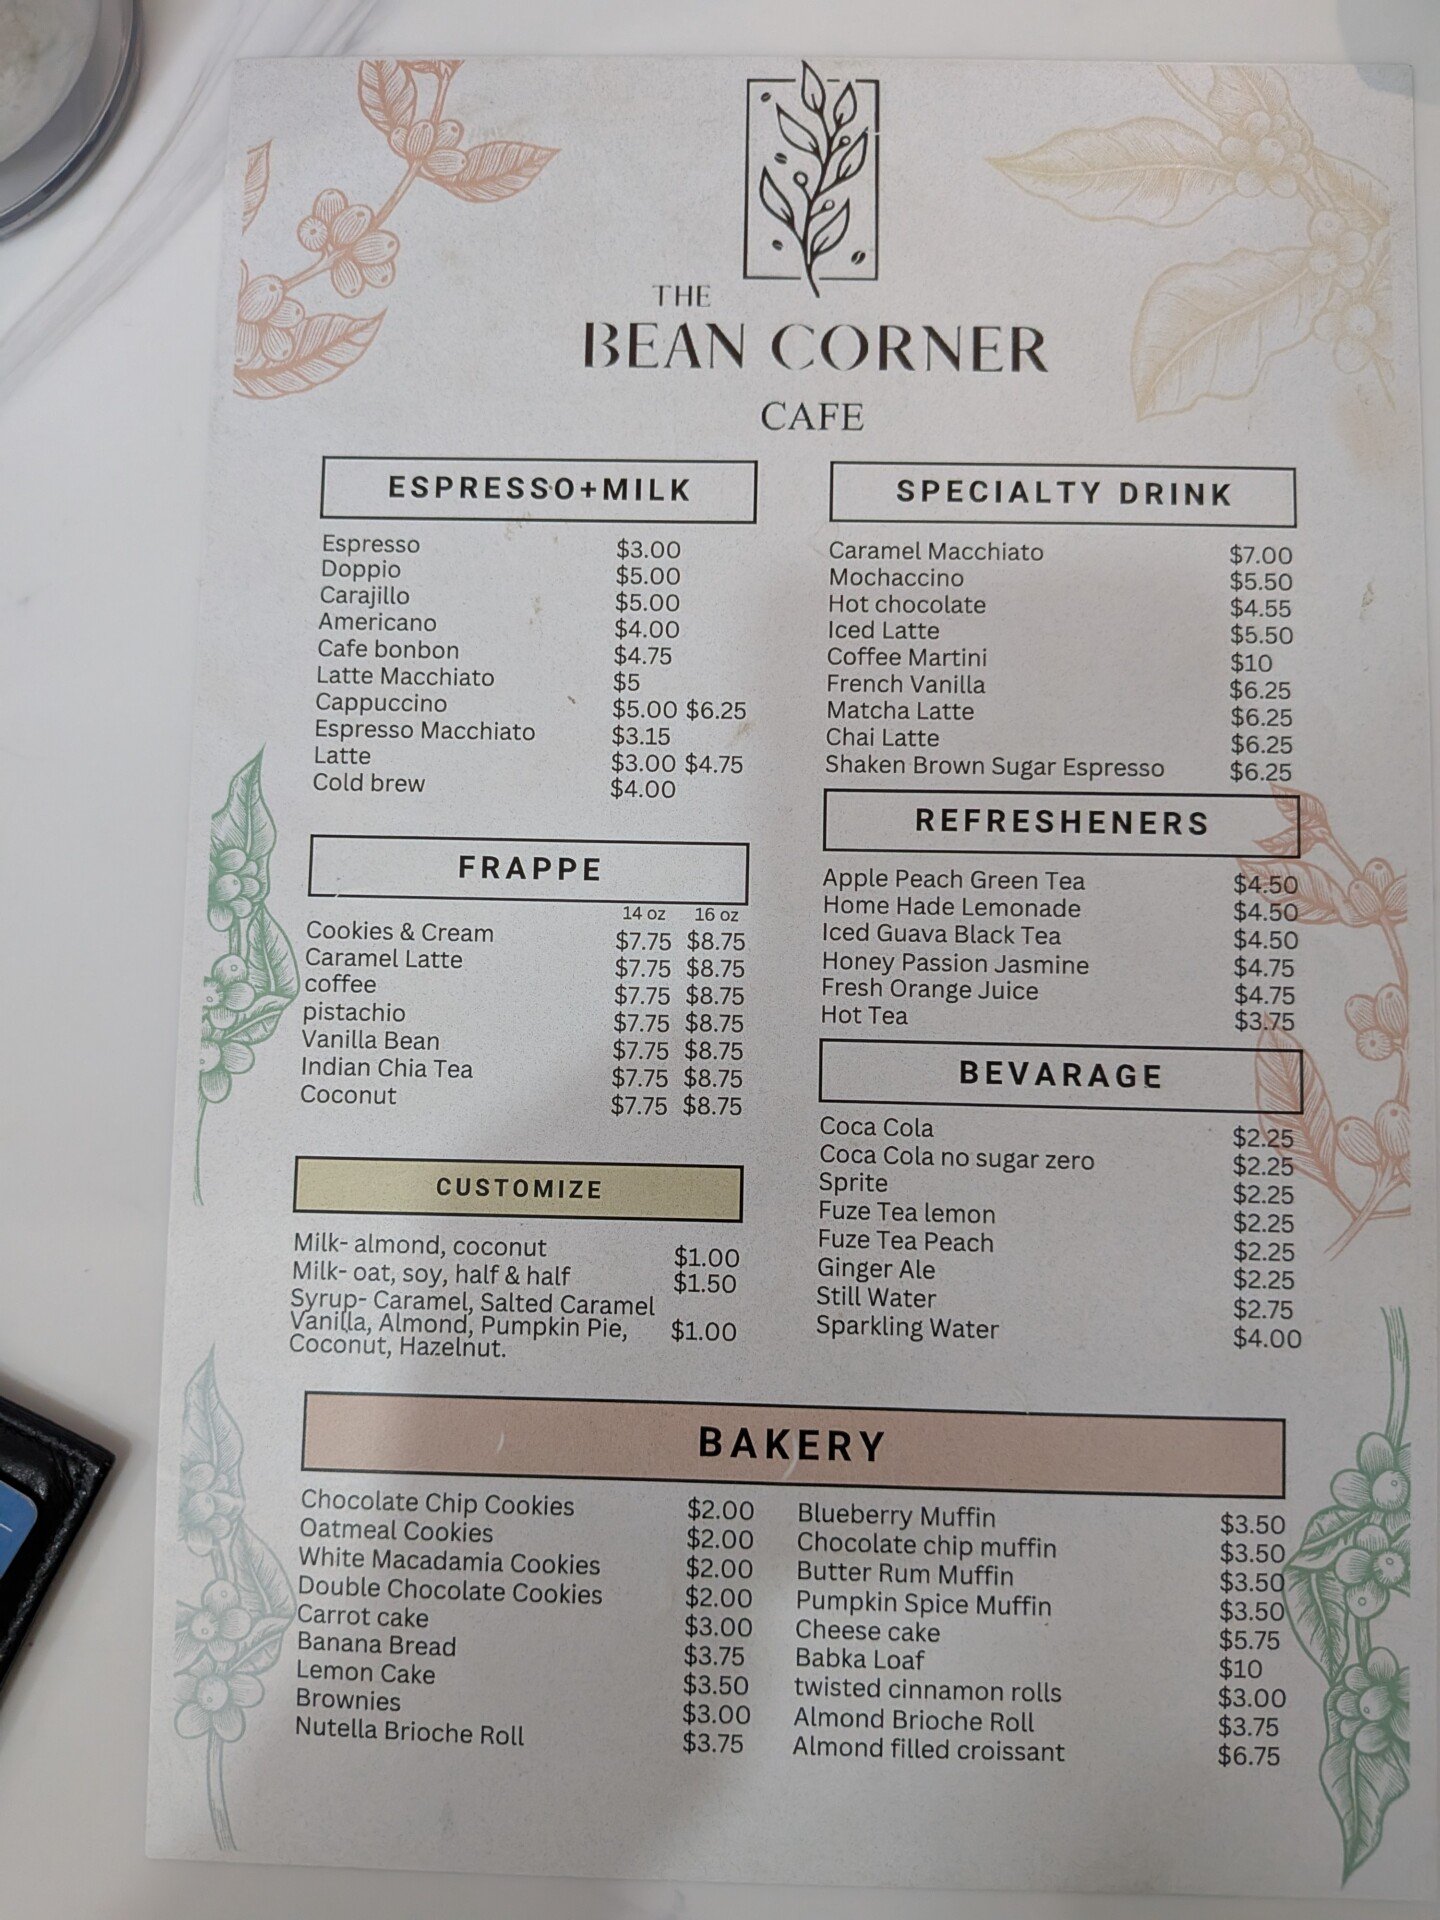 THE
BEAN CORNER
CAFE
ESPRESSO+MILK
Espresso $3.00
Doppio $5.00
Carajillo $5.00
Americano $4.00
Cafe bonbon $4.75
Latte Macchiato $5
Cappuccino $5.00 $6.25
Espresso Macchiato $3.15
Latte $3.00 $4.75
Cold brew $4.00
FRAPPE
14 oz 16 oz
Cookies & Cream $7.75 $8.75
Caramel Latte $7.75 $8.75
coffee $7.75 $8.75
pistachio $7.75 $8.75
Vanilla Bean $7.75 $8.75
Indian Chia Tea $7.75 $8.75
Coconut $7.75 $8.75
CUSTOMIZE
Milk- almond, coconut $1.00
Milk- oat, soy, half & half $1.50
Syrup- Caramel, Salted Caramel
Vanilla, Almond, Pumpkin Pie, $1.00
Coconut, Hazelnut.
SPECIALTY DRINK
Caramel Macchiato $7.00
Mochaccino $5.50
Hot chocolate $4.55
Iced Latte $5.50
Coffee Martini $10
French Vanilla $6.25
Matcha Latte $6.25
Chai Latte $6.25
Shaken Brown Sugar Espresso $6.25
REFRESHENERS
Apple Peach Green Tea $4.50
Home Hade Lemonade $4.50
Iced Guava Black Tea $4.50
Honey Passion Jasmine $4.75
Fresh Orange Juice $4.75
Hot Tea $3.75
BEVARAGE
Coca Cola $2.25
Coca Cola no sugar zero $2.25
Sprite $2.25
Fuze Tea lemon $2.25
Fuze Tea Peach $2.25
Ginger Ale $2.25
Still Water $2.75
Sparkling Water $4.00
BAKERY
Chocolate Chip Cookies $2.00
Oatmeal Cookies $2.00
White Macadamia Cookies $2.00
Double Chocolate Cookies $2.00
Carrot cake $3.00
Banana Bread $3.75
Lemon Cake $3.50
Brownies $3.00
Nutella Brioche Roll $3.75
Blueberry Muffin $3.50
Chocolate chip muffin $3.50
Butter Rum Muffin $3.50
Pumpkin Spice Muffin $3.50
Cheese cake $5.75
Babka Loaf $10
twisted cinnamon rolls $3.00
Almond Brioche Roll $3.75
Almond filled croissant $6.75